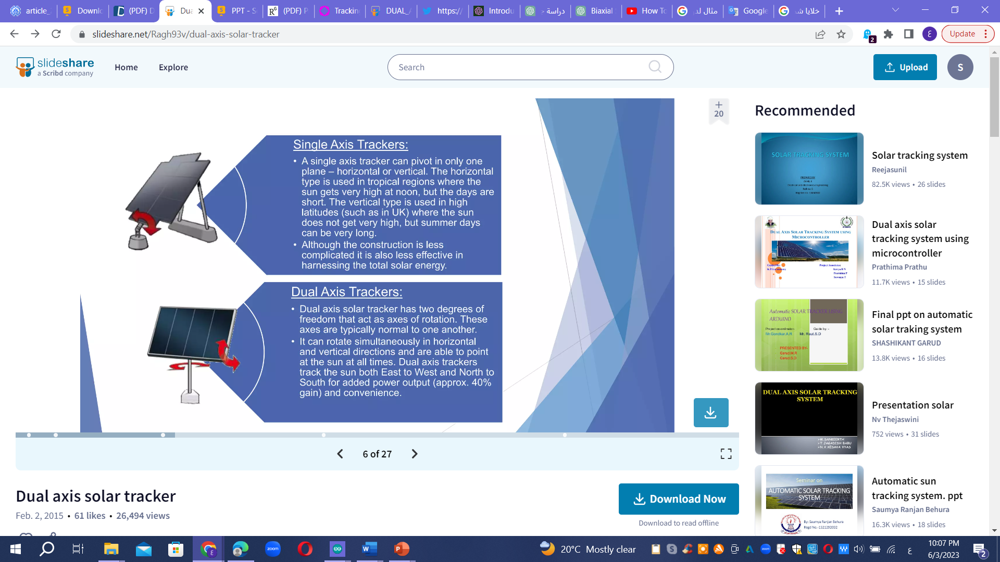 article_
Downlo
(PDF) D
Dua
PPT - S
(PDF) P
Trackin
DUAL_A
https:/
Introdu
دراسة ح
Biaxial
How To
مثال لد
Google
خلايا شم
slideshare.net/Ragh93v/dual-axis-solar-tracker
2
Update
slideshare
a Scribd company
Home
Explore
Search
Upload
S
20
Single Axis Trackers:
• A single axis tracker can pivot in only one
plane – horizontal or vertical. The horizontal
type is used in tropical regions where the
sun gets very high at noon, but the days are
short. The vertical type is used in high
latitudes (such as in UK) where the sun
does not get very high, but summer days
can be very long.
• Although the construction is less
complicated it is also less effective in
harnessing the total solar energy.
Dual Axis Trackers:
• Dual axis solar tracker has two degrees of
freedom that act as axes of rotation. These
axes are typically normal to one another.
• It can rotate simultaneously in horizontal
and vertical directions and are able to point
at the sun at all times. Dual axis trackers
track the sun both East to West and North to
South for added power output (approx. 40%
gain) and convenience.
6 of 27
Dual axis solar tracker
Feb. 2, 2015 • 61 likes • 26,494 views
Download Now
Download to read offline
Recommended
SOLAR TRACKING SYSTEM
PREPARED BY
Solar tracking system
Reejasunil
82.5K views • 26 slides
DUAL AXIS SOLAR TRACKING SYSTEM USING
MICROCONTROLLER
Project Associates:
Dual axis solar
tracking system using
microcontroller
Prathima Prathu
11.7K views • 15 slides
Automatic SOLAR TRACKER USING
ARDUINO
Project co-ordinator-
Guide by: -
Mr.Gondkar.A.R
Mr. Raut.S.D
PRESENTED BY-
Garud.M.R
Garud.S.D
Final ppt on automatic
solar traking system
SHASHIKANT GARUD
13.8K views • 16 slides
DUAL AXIS SOLAR TRACKING
SYSTEM
M.SANKEERTH
T.JAGADISH BABU
N.V.KESAVA VYAS
Presentation solar
Nv Thejaswini
752 views • 31 slides
Seminar on
AUTOMATIC SOLAR TRACKING
SYSTEM
By: Saumya Ranjan Behura
Regd No.-1521292032
Automatic sun
tracking system. ppt
Saumya Ranjan Behura
16.3K views • 18 slides
zoom
20°C Mostly clear
ع
10:07 PM
6/3/2023
2